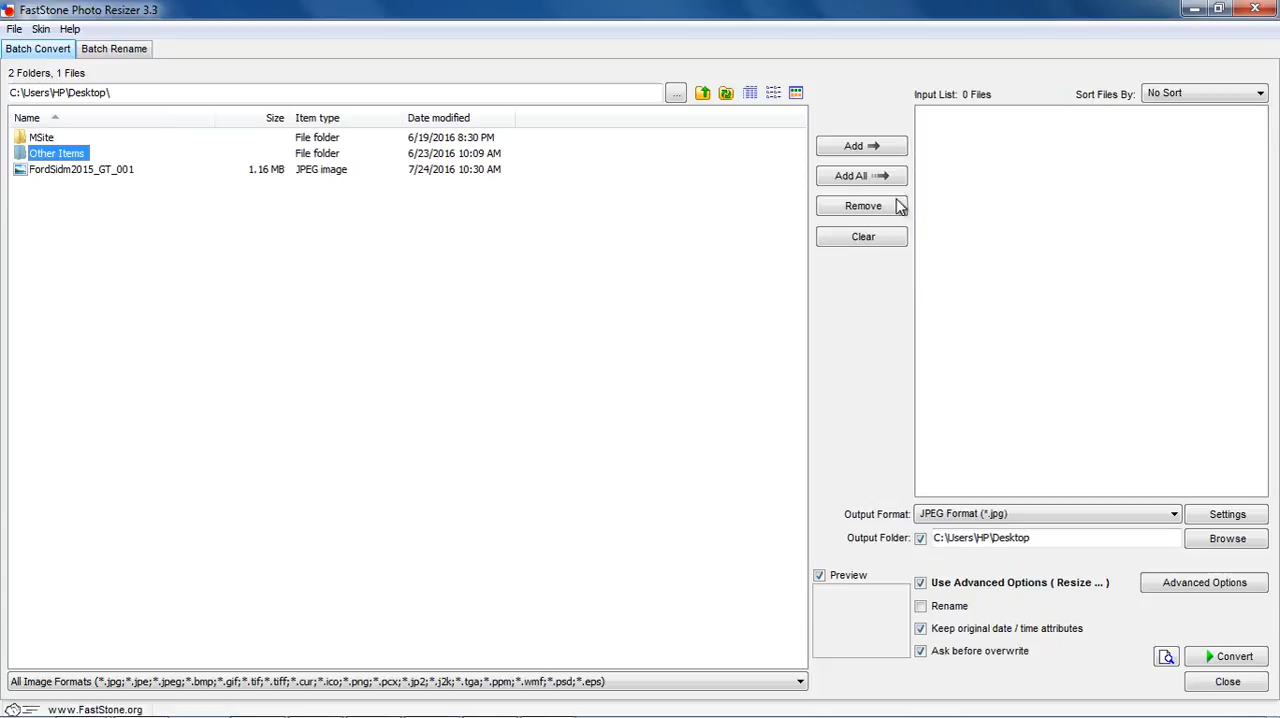 FastStone Photo Resizer 3.3
File Skin Help
Batch Convert Batch Rename
2 Folders, 1 Files
C:\Users\HP\Desktop\ ...
Input List: 0 Files Sort Files By: No Sort
Name Size Item type Date modified
MSite File folder 6/19/2016 8:30 PM
Other Items File folder 6/23/2016 10:09 AM
FordSidm2015_GT_001 1.16 MB JPEG image 7/24/2016 10:30 AM
Add
Add All
Remove
Clear
Output Format: JPEG Format (*.jpg) Settings
Output Folder: C:\Users\HP\Desktop Browse
Preview
Use Advanced Options ( Resize ... ) Advanced Options
Rename
Keep original date / time attributes
Ask before overwrite
Convert
Close
All Image Formats (*.jpg;*.jpe;*.jpeg;*.bmp;*.gif;*.tif;*.tiff;*.cur;*.ico;*.png;*.pcx;*.jp2;*.j2k;*.tga;*.ppm;*.wmf;*.psd;*.eps)
www.FastStone.org